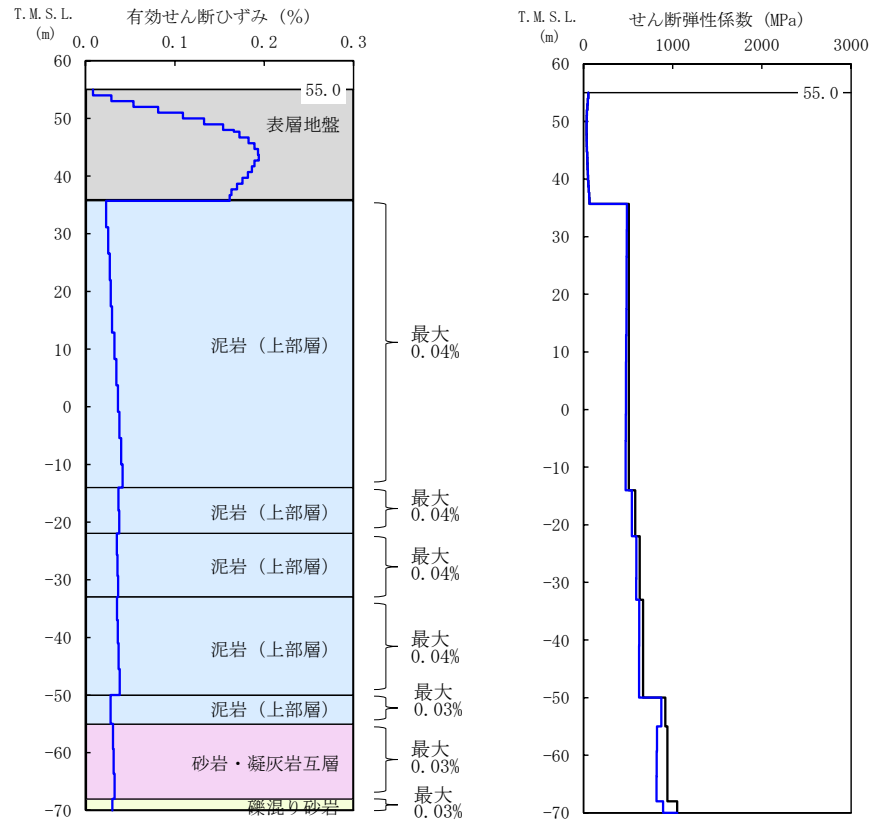 T.M.S.L.
(m)
有効せん断ひずみ (%)
0.0
0.1
0.2
0.3
60
50
40
30
20
10
0
-10
-20
-30
-40
-50
-60
-70
55.0
表層地盤
泥岩(上部層)
泥岩(上部層)
泥岩(上部層)
泥岩(上部層)
泥岩(上部層)
砂岩・凝灰岩互層
礫混り砂岩
最大
0.04%
最大
0.04%
最大
0.04%
最大
0.04%
最大
0.03%
最大
0.03%
最大
0.03%
T.M.S.L.
(m)
せん断弾性係数 (MPa)
0
1000
2000
3000
60
50
40
30
20
10
0
-10
-20
-30
-40
-50
-60
-70
55.0